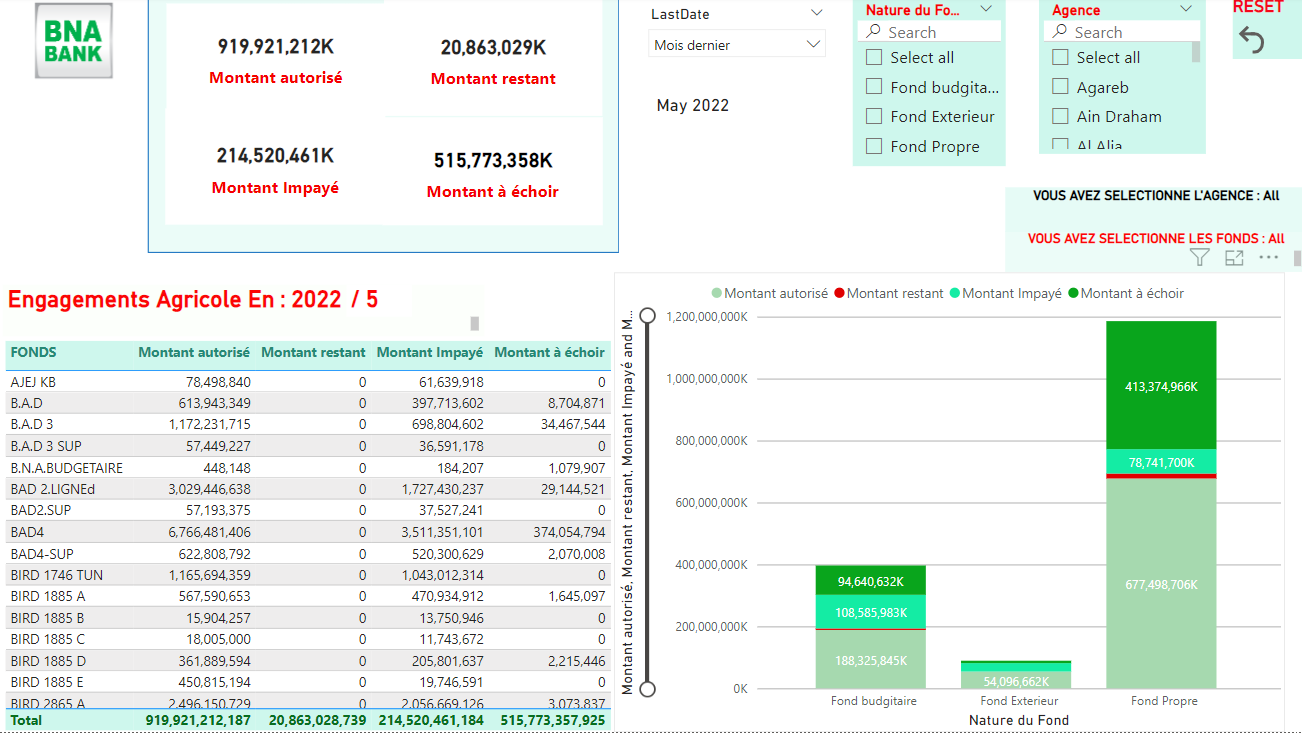 BNA
BANK
919,921,212K
Montant autorisé
20,863,029K
Montant restant
214,520,461K
Montant Impayé
515,773,358K
Montant à échoir
LastDate
Mois dernier
May 2022
Nature du Fo...
Search
Select all
Fond budgita...
Fond Exterieur
Fond Propre
Agence
Search
Select all
Agareb
Ain Draham
Al Alia
RESET
VOUS AVEZ SELECTIONNE L'AGENCE : All
VOUS AVEZ SELECTIONNE LES FONDS : All
Engagements Agricole En : 2022 / 5
FONDS Montant autorisé Montant restant Montant Impayé Montant à échoir
AJEJ KB 78,498,840 0 61,639,918 0
B.A.D 613,943,349 0 397,713,602 8,704,871
B.A.D 3 1,172,231,715 0 698,804,602 34,467,544
B.A.D 3 SUP 57,449,227 0 36,591,178 0
B.N.A.BUDGETAIRE 448,148 0 184,207 1,079,907
BAD 2.LIGNEd 3,029,446,638 0 1,727,430,237 29,144,521
BAD2.SUP 57,193,375 0 37,527,241 0
BAD4 6,766,481,406 0 3,511,351,101 374,054,794
BAD4-SUP 622,808,792 0 520,300,629 2,070,008
BIRD 1746 TUN 1,165,694,359 0 1,043,012,314 0
BIRD 1885 A 567,590,653 0 470,934,912 1,645,097
BIRD 1885 B 15,904,257 0 13,750,946 0
BIRD 1885 C 18,005,000 0 11,743,672 0
BIRD 1885 D 361,889,594 0 205,801,637 2,215,446
BIRD 1885 E 450,815,194 0 19,746,591 0
BIRD 2865 A 2,496,150,729 0 2,056,669,126 3,073,837
Total 919,921,212,187 20,863,028,739 214,520,461,184 515,773,357,925
Montant autorisé Montant restant Montant Impayé Montant à échoir
Montant autorisé, Montant restant, Montant Impayé and M...
1,200,000,000K
1,000,000,000K
800,000,000K
600,000,000K
400,000,000K
200,000,000K
0K
94,640,632K
108,585,983K
188,325,845K
54,096,662K
413,374,966K
78,741,700K
677,498,706K
Fond budgitaire
Fond Exterieur
Fond Propre
Nature du Fond